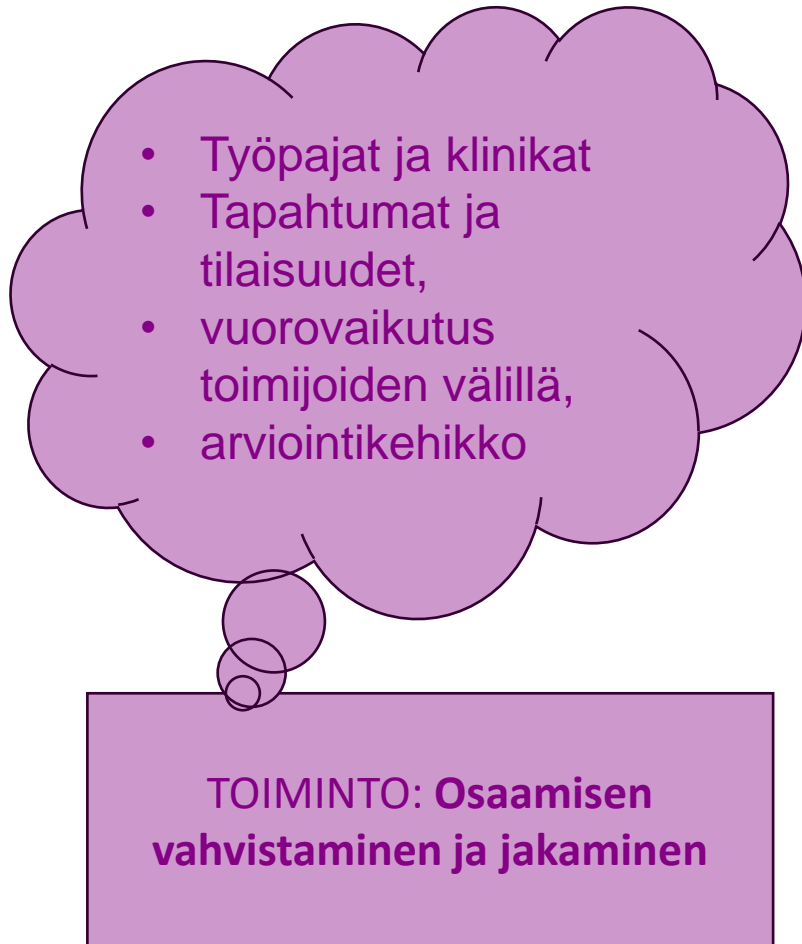 • Työpajat ja klinikat
• Tapahtumat ja
tilaisuudet,
• vuorovaikutus
toimijoiden välillä,
• arviointikehikko
TOIMINTO: Osaamisen
vahvistaminen ja jakaminen